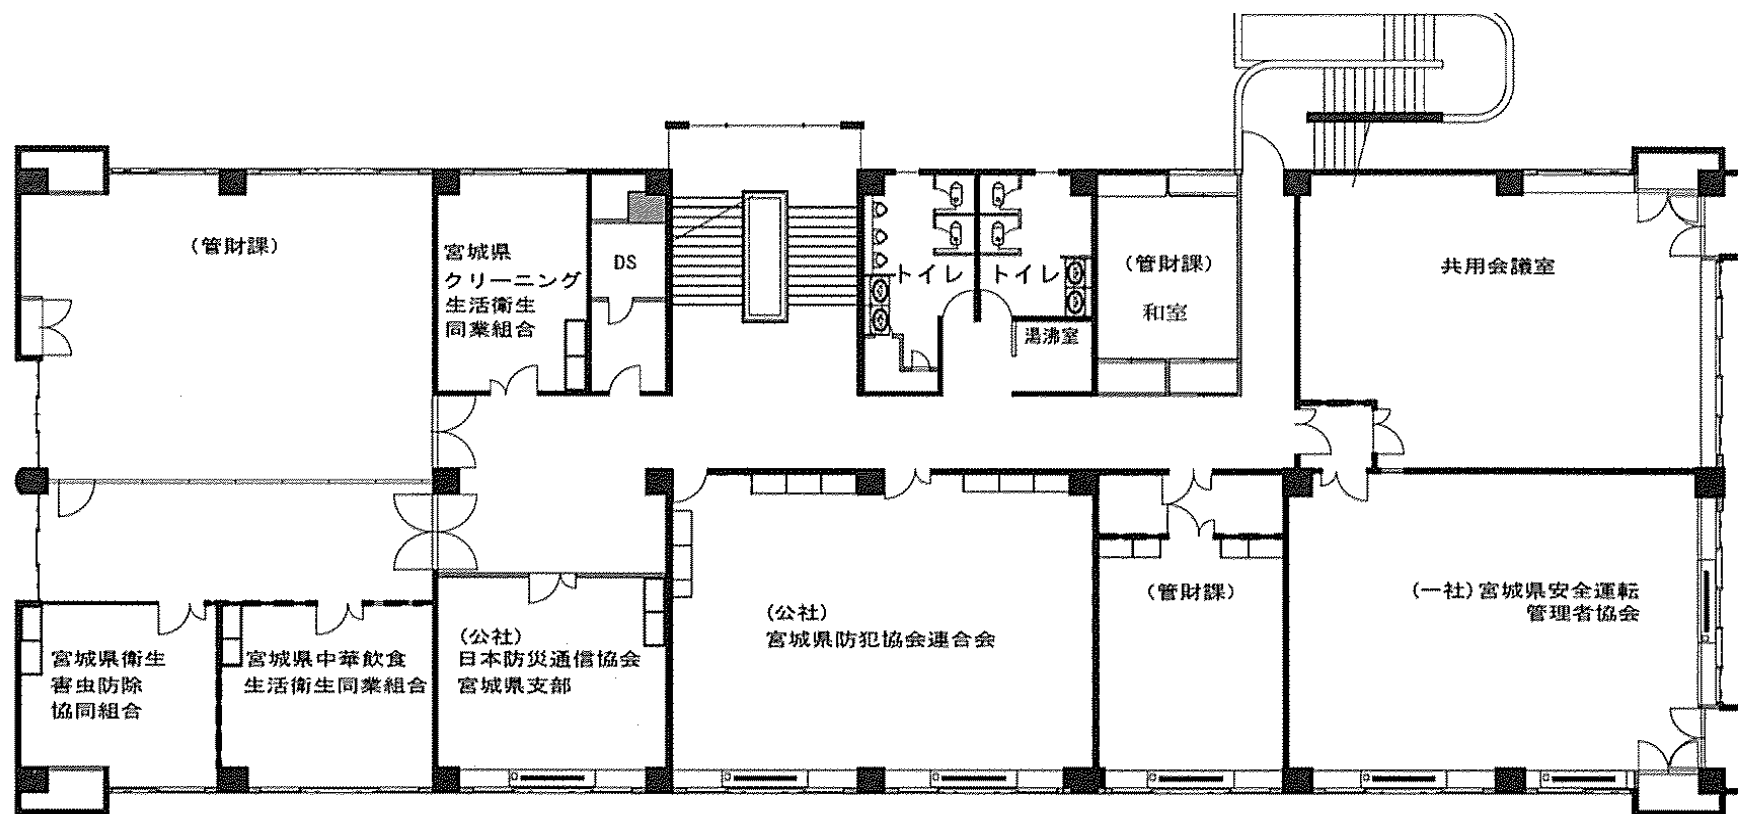 (管財課)
宮城県
クリーニング
生活衛生
同業組合
DS
トイレ
トイレ
湯沸室
(管財課)
和室
共用会議室
宮城県衛生
害虫防除
協同組合
宮城県中華飲食
生活衛生同業組合
(公社)
日本防災通信協会
宮城県支部
(公社)
宮城県防犯協会連合会
(管財課)
(一社)宮城県安全運転
管理者協会